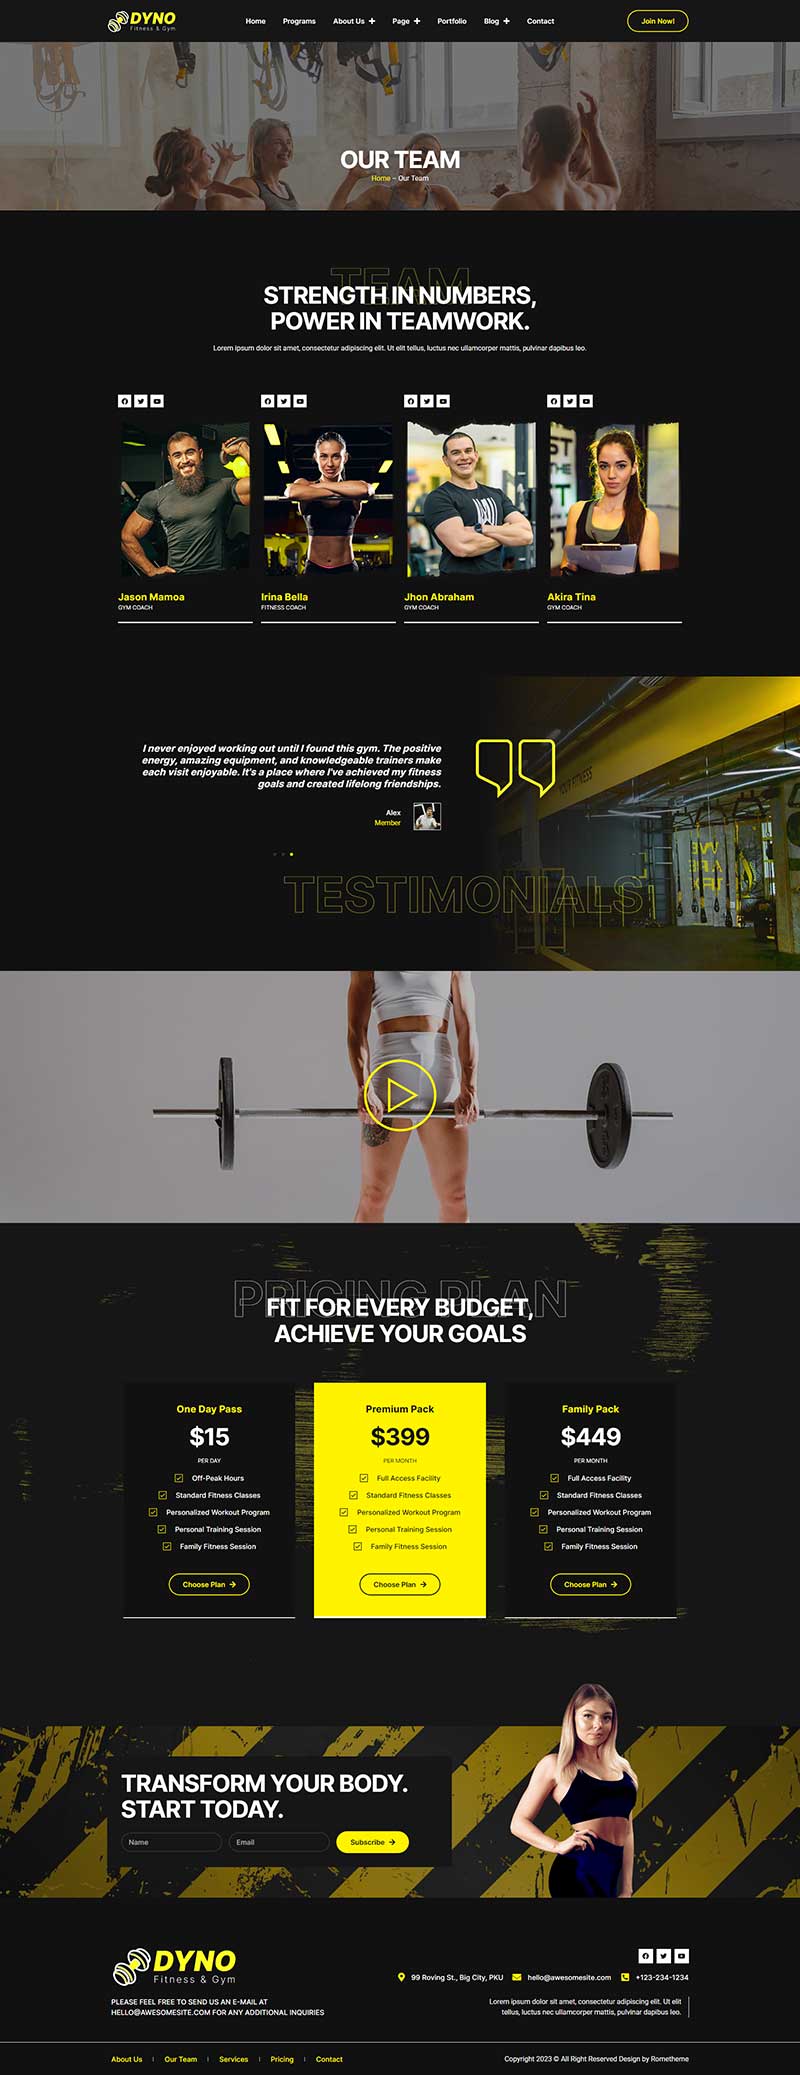 DYNO
Fitness & Gym
Home Programs About Us + Page + Portfolio Blog + Contact
Join Now!
OUR TEAM
Home – Our Team
TEAM
STRENGTH IN NUMBERS,
POWER IN TEAMWORK.
Lorem ipsum dolor sit amet, consectetur adipiscing elit. Ut elit tellus, luctus nec ullamcorper mattis, pulvinar dapibus leo.
Jason Mamoa
GYM COACH
Irina Bella
FITNESS COACH
Jhon Abraham
GYM COACH
Akira Tina
GYM COACH
I never enjoyed working out until I found this gym. The positive
energy, amazing equipment, and knowledgeable trainers make
each visit enjoyable. It's a place where I've achieved my fitness
goals and created lifelong friendships.
Alex
Member
YOUR FITNESS
TESTIMONIALS
PRICING PLAN
FIT FOR EVERY BUDGET,
ACHIEVE YOUR GOALS
One Day Pass
$15
PER DAY
Off-Peak Hours
Standard Fitness Classes
Personalized Workout Program
Personal Training Session
Family Fitness Session
Choose Plan
Premium Pack
$399
PER MONTH
Full Access Facility
Standard Fitness Classes
Personalized Workout Program
Personal Training Session
Family Fitness Session
Choose Plan
Family Pack
$449
PER MONTH
Full Access Facility
Standard Fitness Classes
Personalized Workout Program
Personal Training Session
Family Fitness Session
Choose Plan
TRANSFORM YOUR BODY.
START TODAY.
Name
Email
Subscribe
DYNO
Fitness & Gym
PLEASE FEEL FREE TO SEND US AN E-MAIL AT
HELLO@AWESOMESITE.COM FOR ANY ADDITIONAL INQUIRIES
99 Roving St., Big City, PKU
hello@awesomesite.com
+123-234-1234
Lorem ipsum dolor sit amet, consectetur adipiscing elit. Ut elit
tellus, luctus nec ullamcorper mattis, pulvinar dapibus leo.
About Us | Our Team | Services | Pricing | Contact
Copyright 2023 © All Right Reserved Design by Rometheme